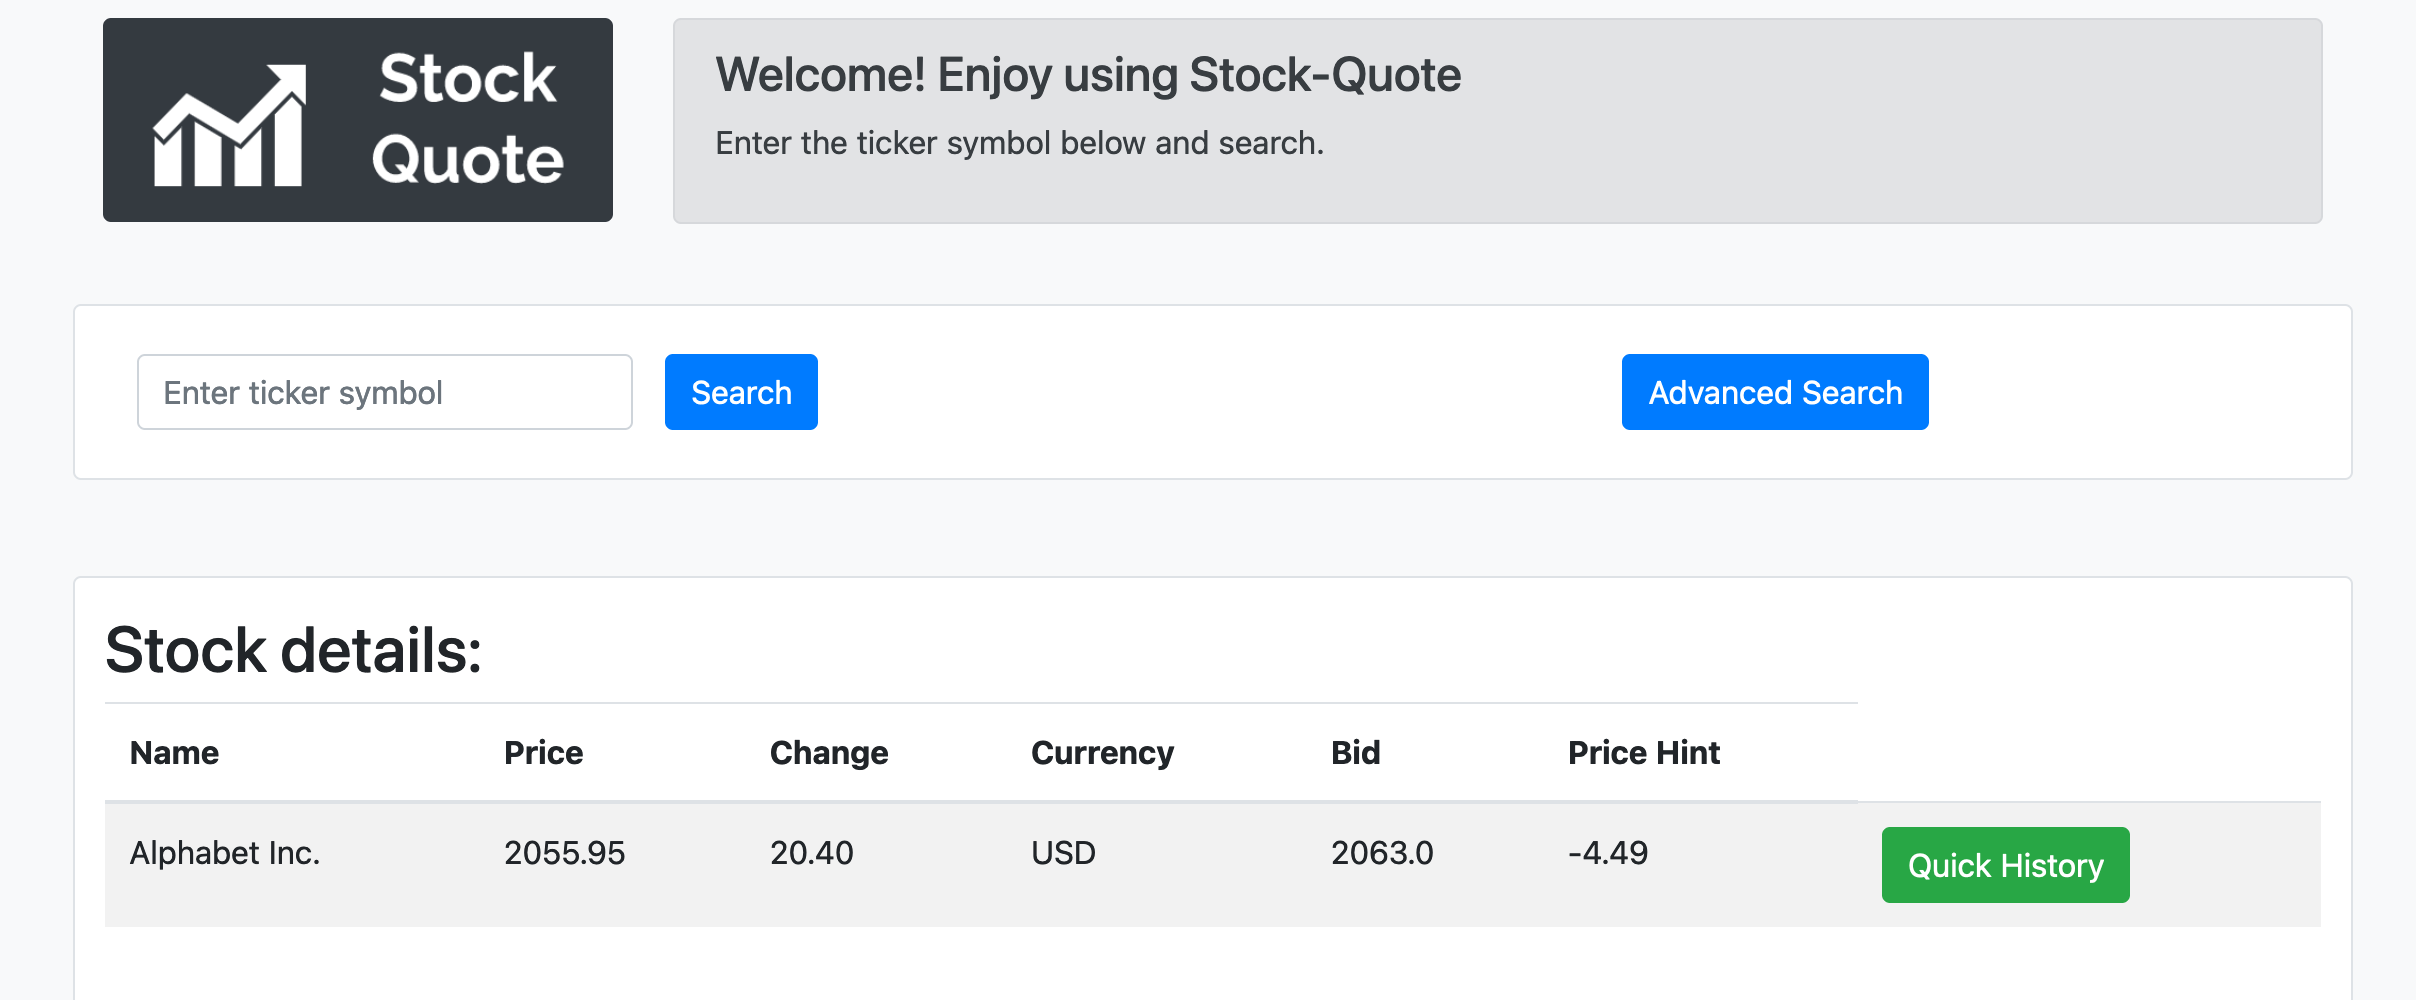 Stock
Quote
Welcome! Enjoy using Stock-Quote
Enter the ticker symbol below and search.
Enter ticker symbol
Search
Advanced Search
Stock details:
Name Price Change Currency Bid Price Hint
Alphabet Inc. 2055.95 20.40 USD 2063.0 -4.49 Quick History